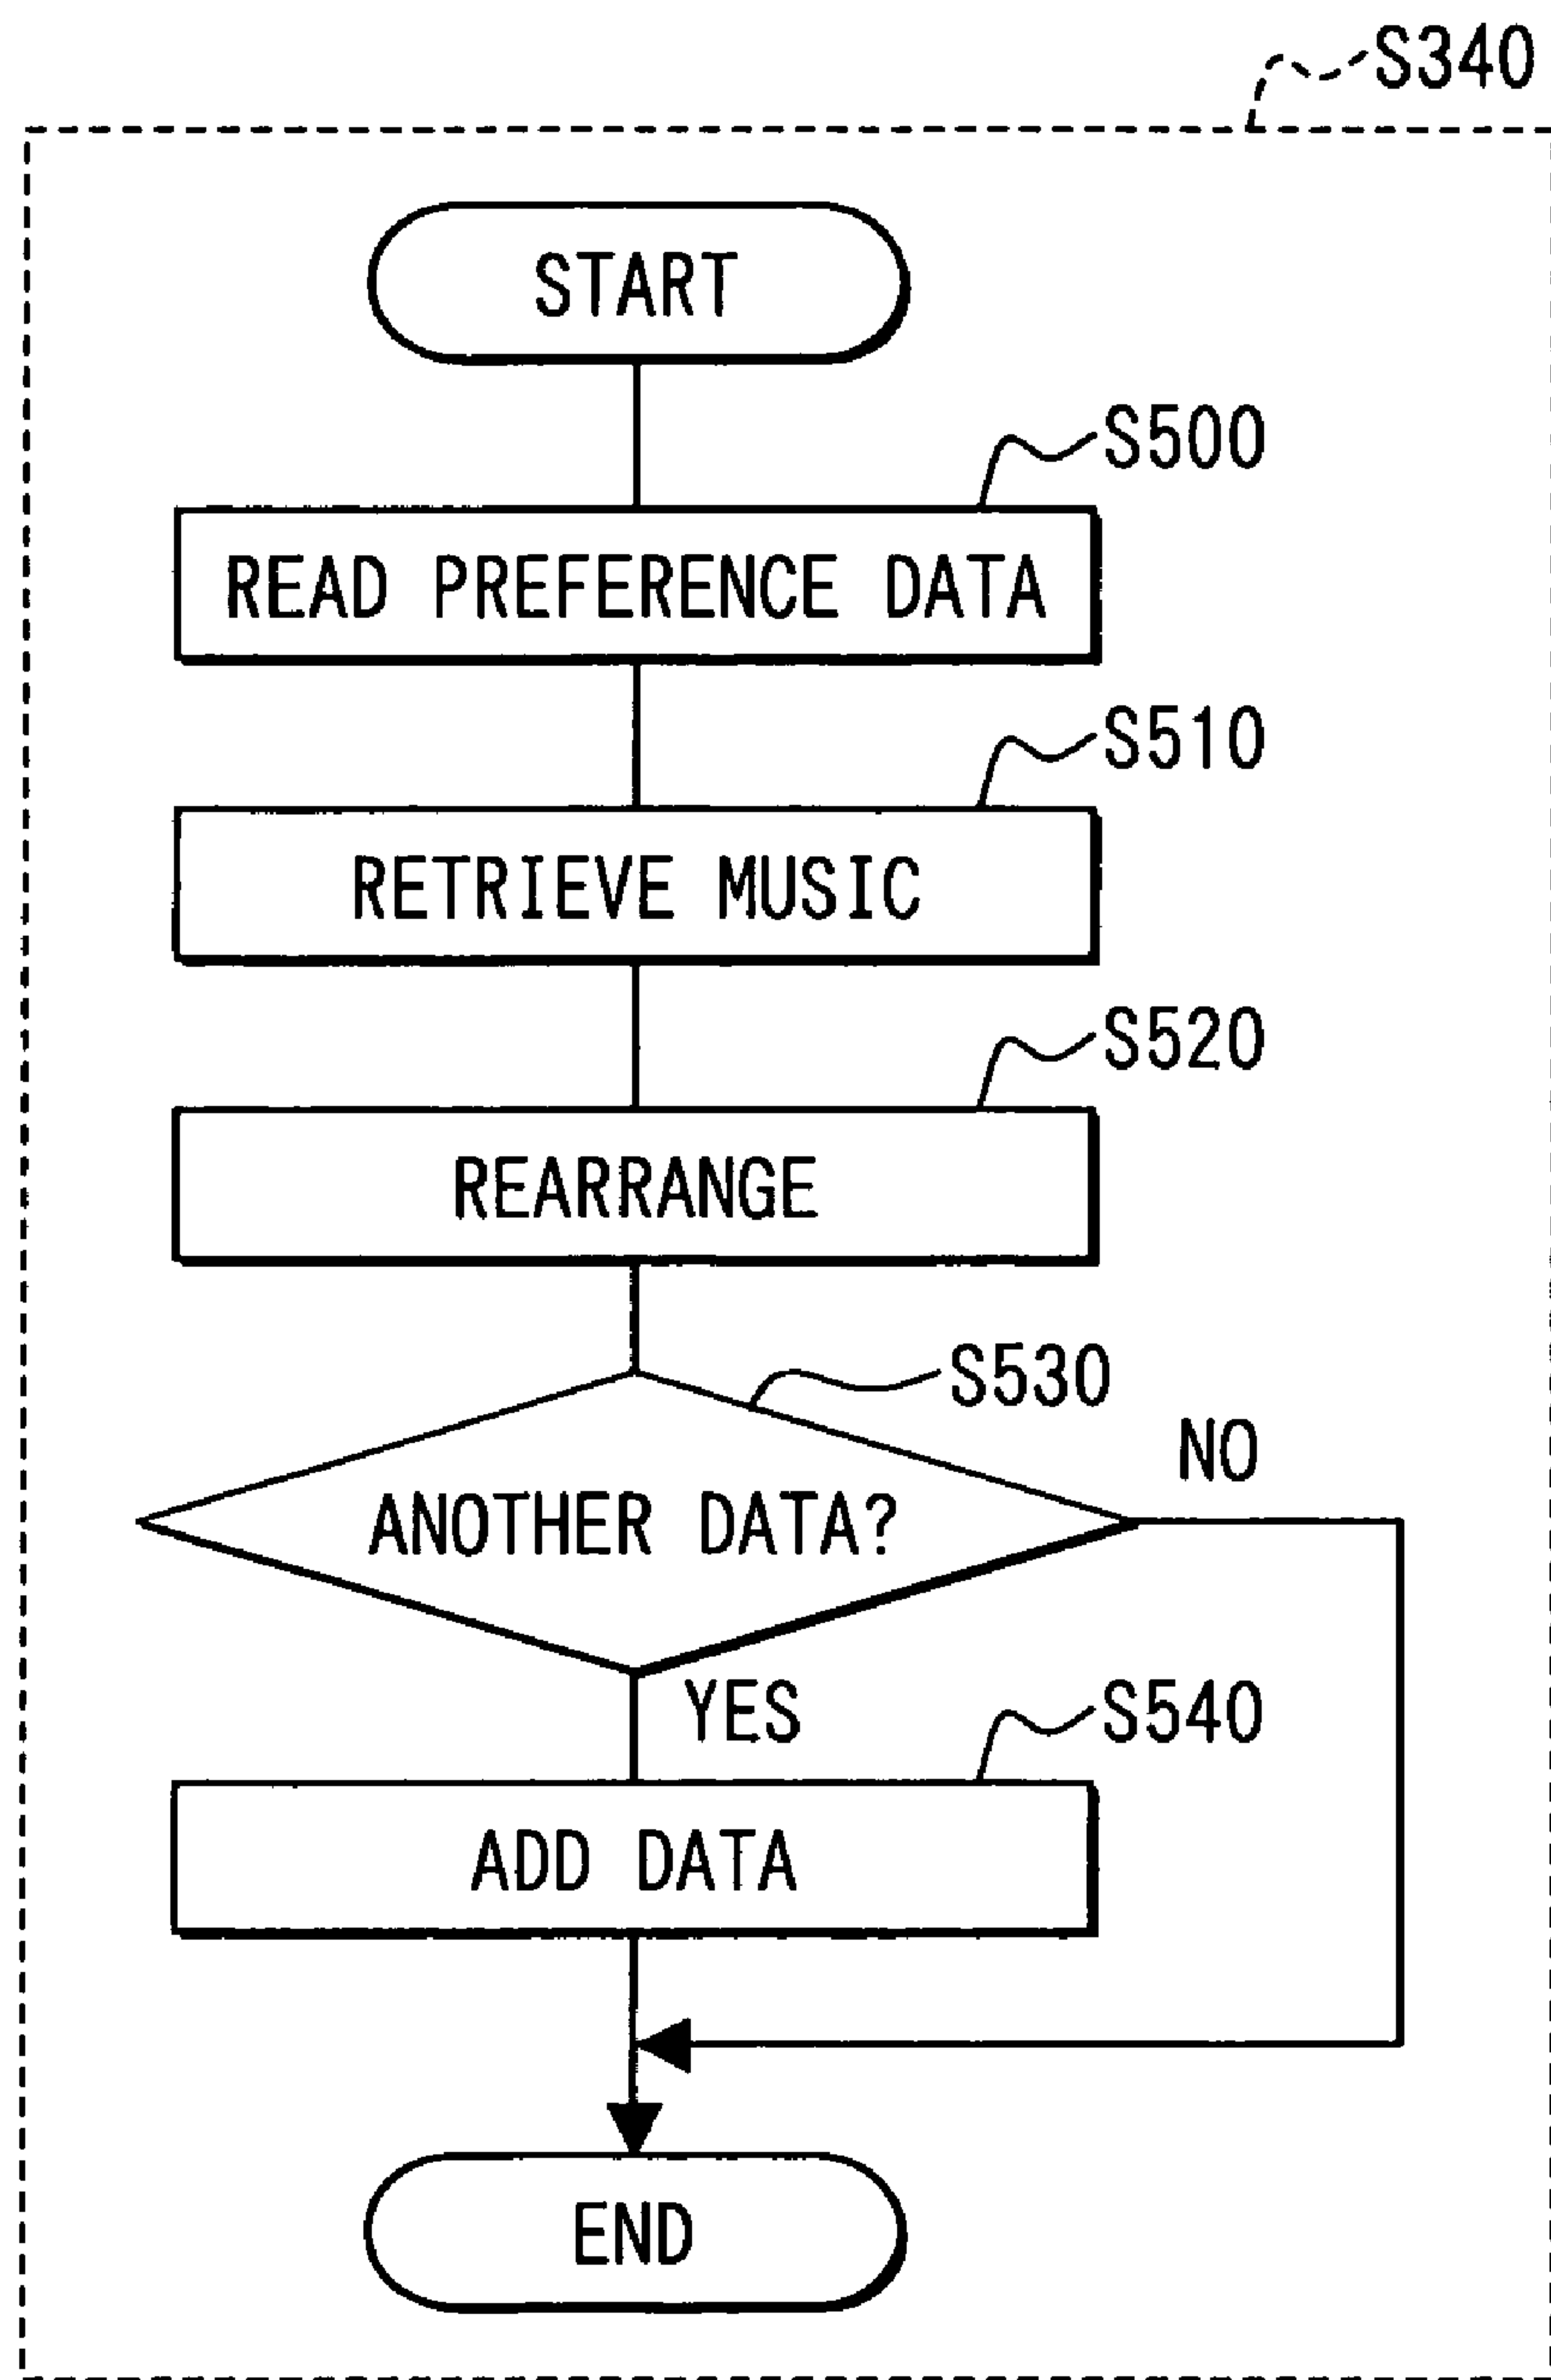 S340
START
S500
READ PREFERENCE DATA
S510
RETRIEVE MUSIC
S520
REARRANGE
S530
NO
ANOTHER DATA?
YES
S540
ADD DATA
END